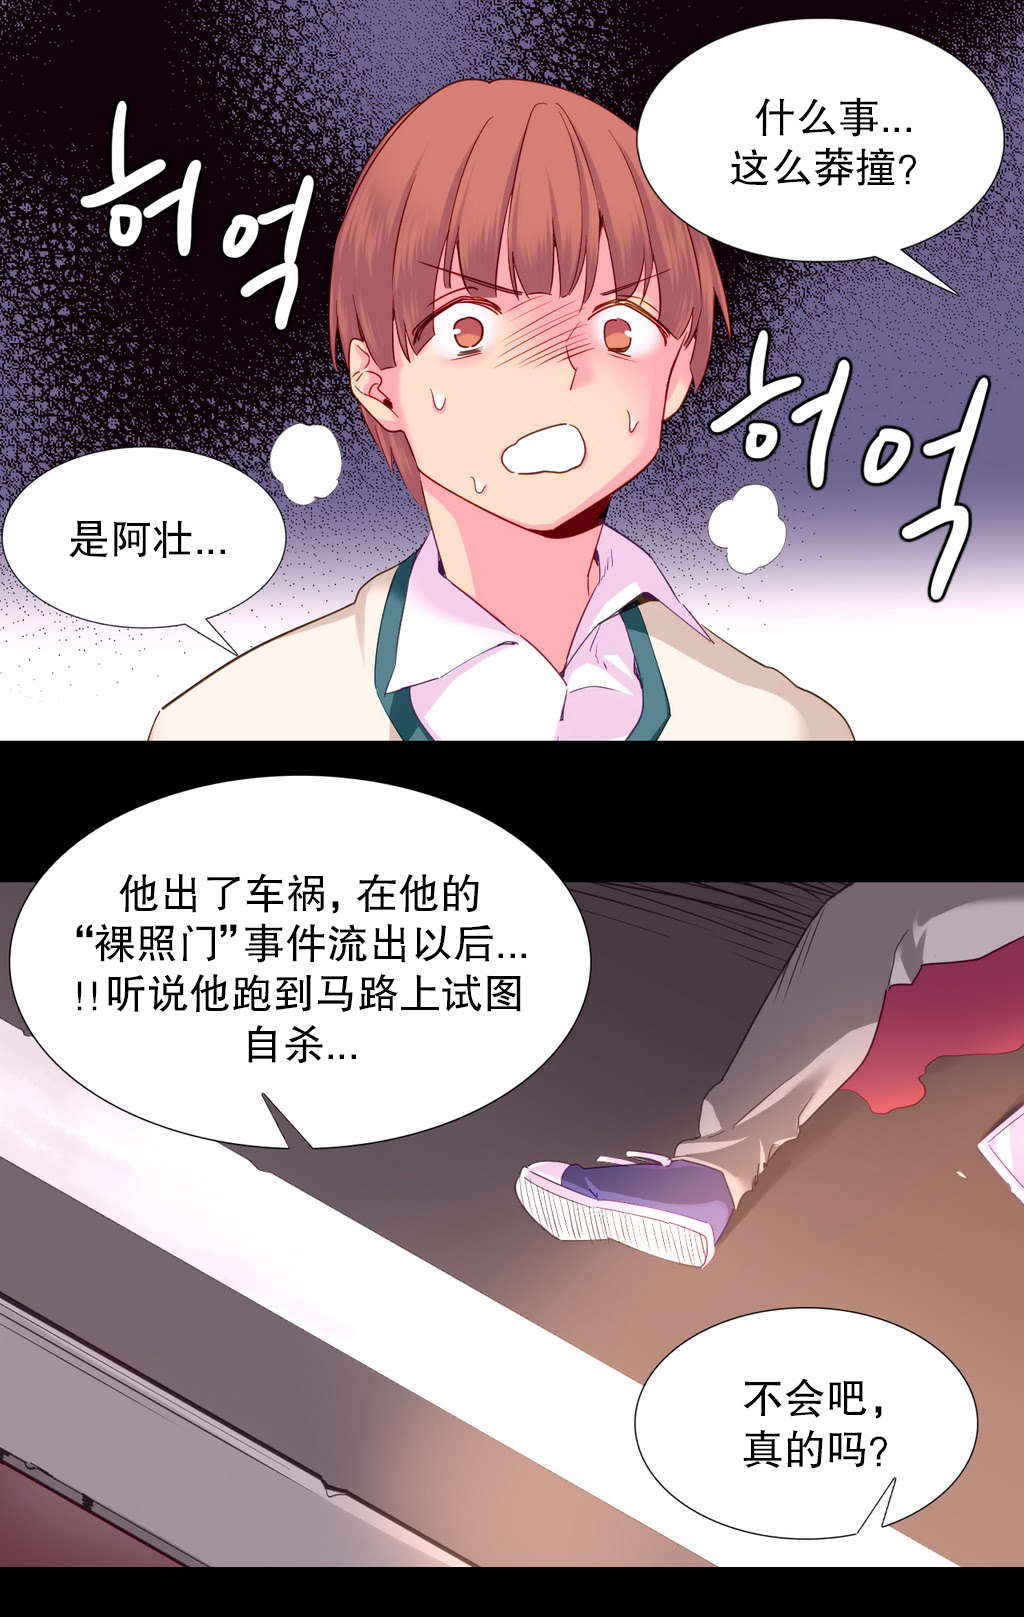 什么事...
这么莽撞?
허억
허억
是阿壮...
他出了车祸，在他的
“裸照门”事件流出以后...
!!听说他跑到马路上试图
自杀...
不会吧，
真的吗?